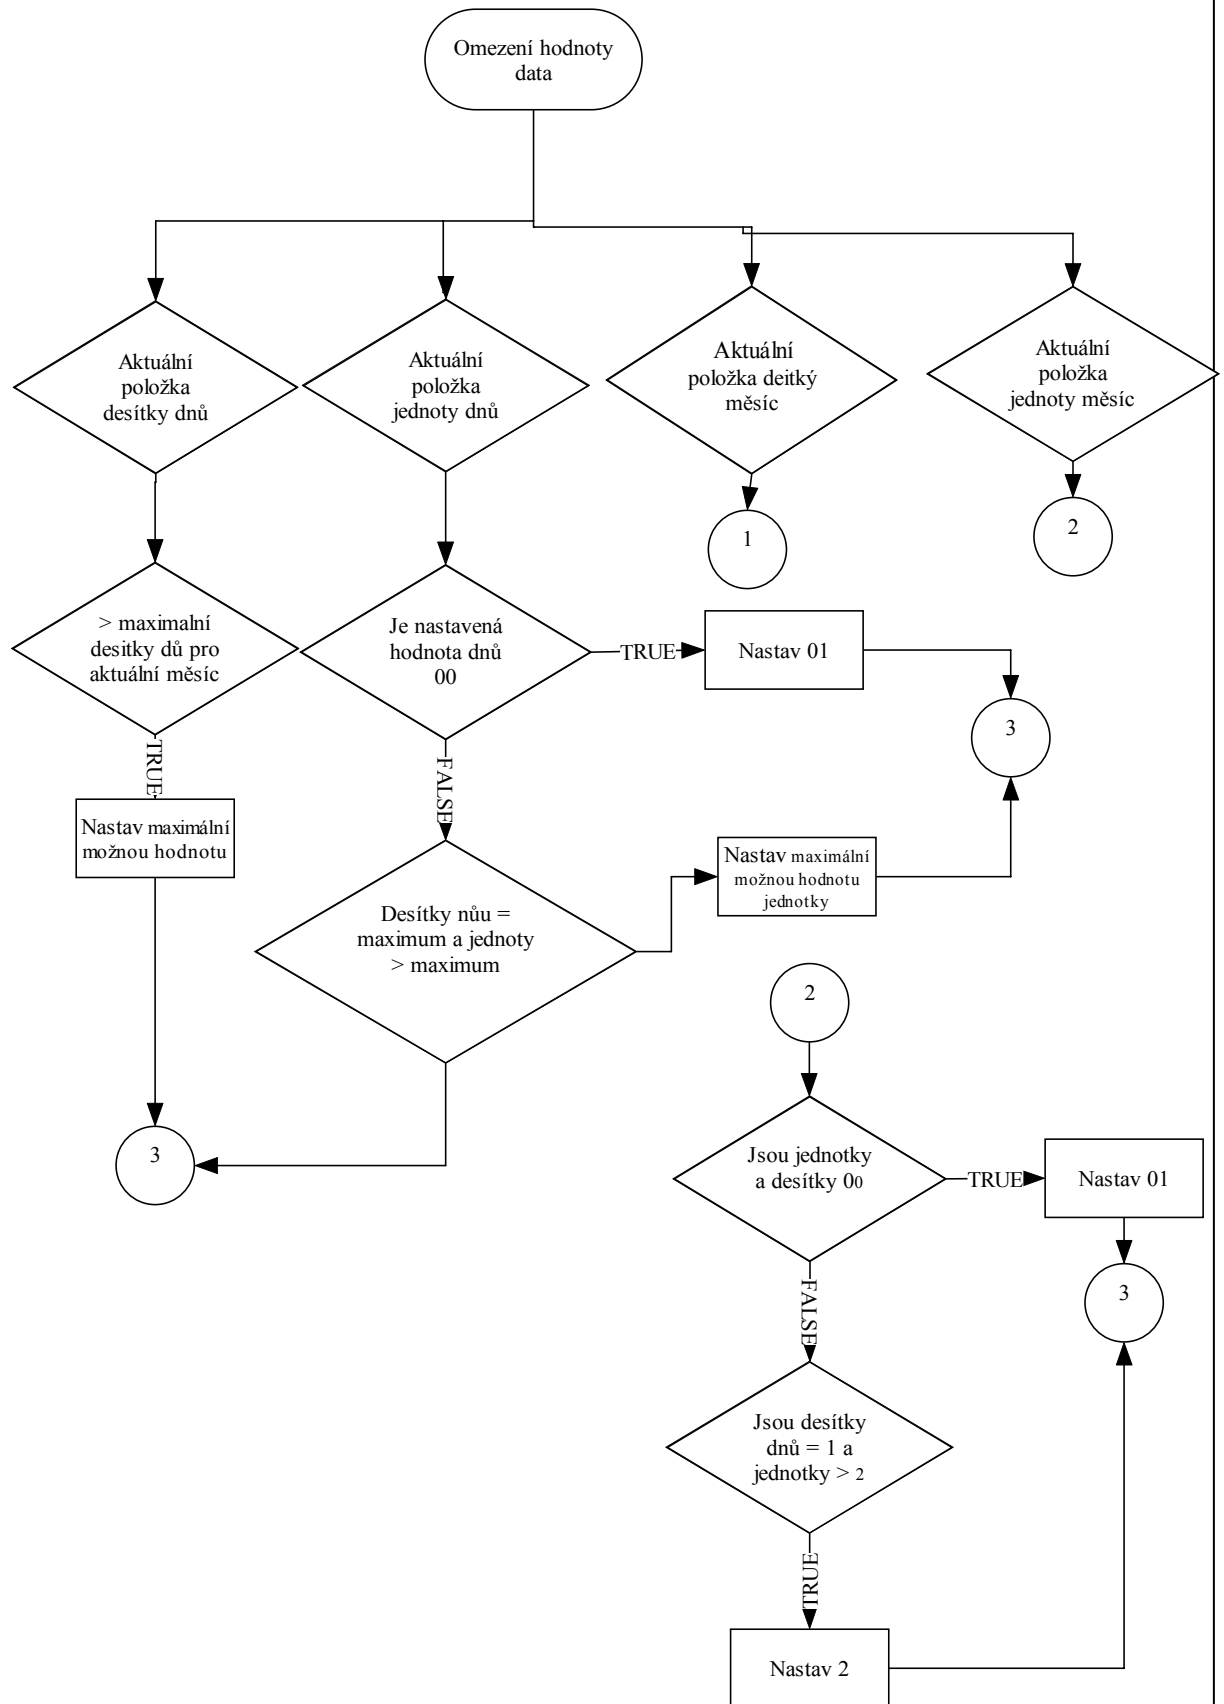 Omezení hodnoty
data
Aktuální
položka
desítky dnů
Aktuální
položka
jednoty dnů
Aktuální
položka deitký
měsíc
Aktuální
položka
jednoty měsíc
1
2
> maximalní
desitky dů pro
aktuální měsíc
Je nastavená
hodnota dnů
00
TRUE
Nastav 01
3
TRUE
FALSE
Nastav maximální
možnou hodnotu
Desítky nůu =
maximum a jednoty
> maximum
Nastav maximální
možnou hodnotu
jednotky
3
2
Jsou jednotky
a desítky 00
TRUE
Nastav 01
3
FALSE
Jsou desítky
dnů = 1 a
jednotky > 2
TRUE
Nastav 2